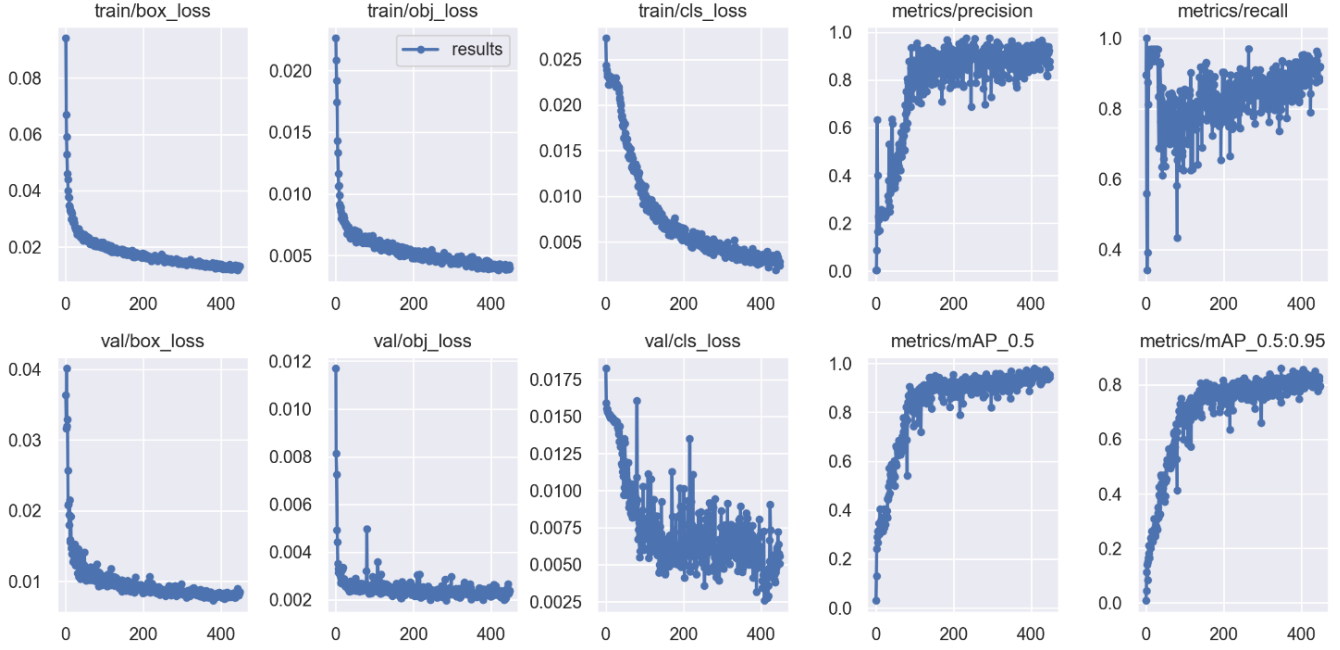 train/box_loss
train/obj_loss
train/cls_loss
metrics/precision
metrics/recall
results
0.08
0.06
0.04
0.02
0 200 400
0.020
0.015
0.010
0.005
0 200 400
0.025
0.020
0.015
0.010
0.005
0 200 400
1.0
0.8
0.6
0.4
0.2
0.0
0 200 400
1.0
0.8
0.6
0.4
0 200 400
val/box_loss
val/obj_loss
val/cls_loss
metrics/mAP_0.5
metrics/mAP_0.5:0.95
0.04
0.03
0.02
0.01
0 200 400
0.012
0.010
0.008
0.006
0.004
0.002
0 200 400
0.0175
0.0150
0.0125
0.0100
0.0075
0.0050
0.0025
0 200 400
1.0
0.8
0.6
0.4
0.2
0.0
0 200 400
0.8
0.6
0.4
0.2
0.0
0 200 400